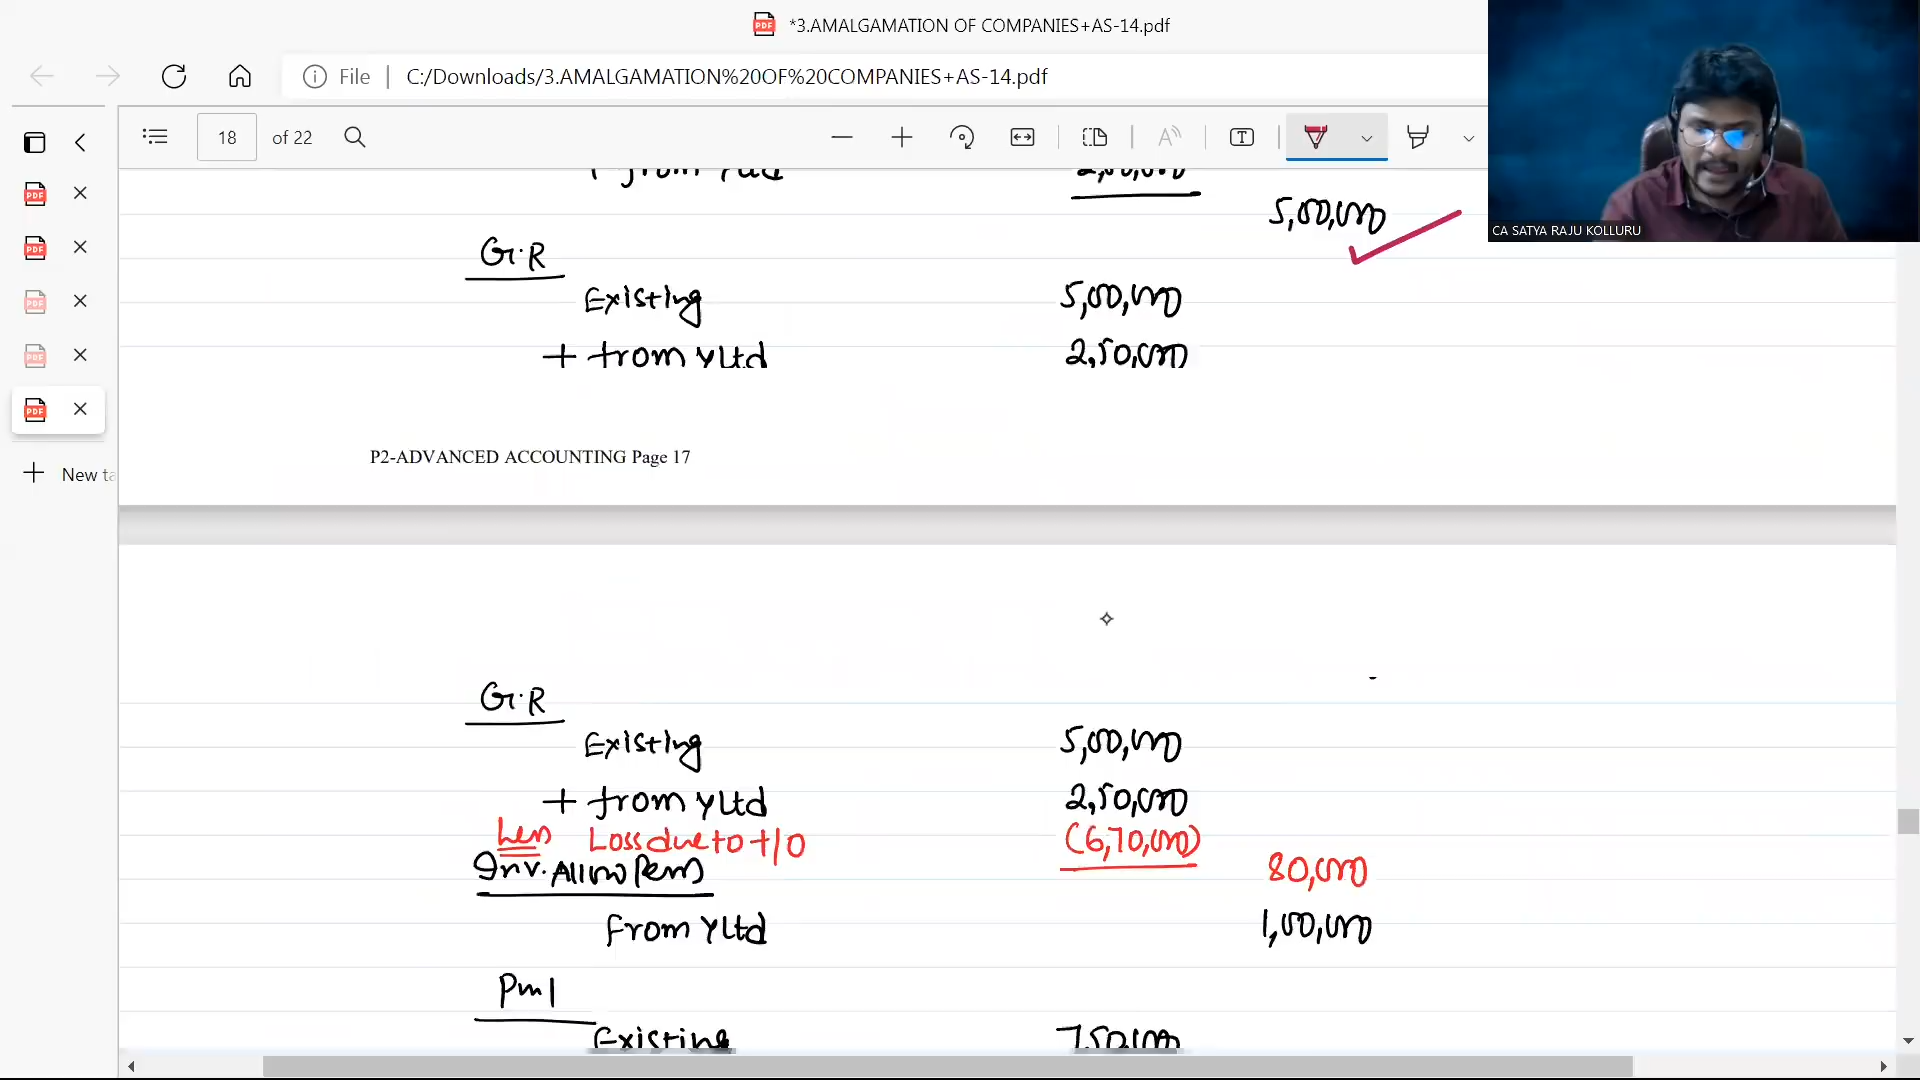 *3.AMALGAMATION OF COMPANIES+AS-14.pdf
File | C:/Downloads/3.AMALGAMATION%20OF%20COMPANIES+AS-14.pdf
18 of 22
CA SATYA RAJU KOLLURU
5,00,000
G.R
Existing 5,00,000
+ from Y Ltd 2,50,000
P2-ADVANCED ACCOUNTING Page 17
New ta
G.R
Existing 5,00,000
+ from Y Ltd 2,50,000
Less Loss due to t/o (6,70,000)
Inv. Allow Res 80,000
From Y Ltd 1,00,000
P n l
Existing 7,50,000